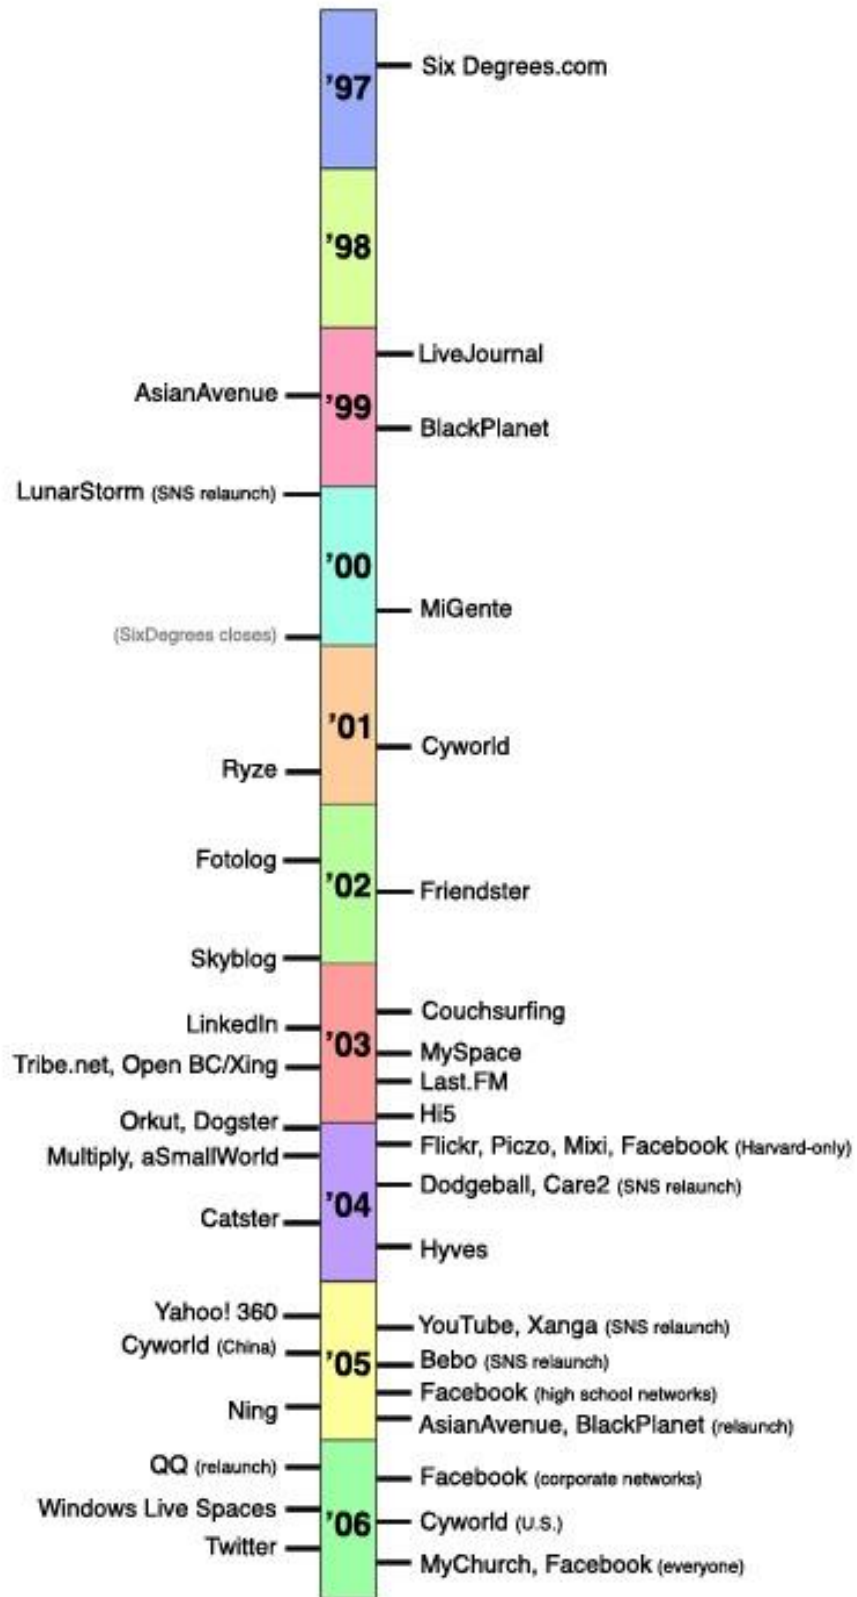 '97
Six Degrees.com
'98
LiveJournal
AsianAvenue
'99
BlackPlanet
LunarStorm (SNS relaunch)
'00
MiGente
(SixDegrees closes)
'01
Cyworld
Ryze
Fotolog
'02
Friendster
Skyblog
Couchsurfing
LinkedIn
'03
MySpace
Tribe.net, Open BC/Xing
Last.FM
Hi5
Orkut, Dogster
Flickr, Piczo, Mixi, Facebook (Harvard-only)
Multiply, aSmallWorld
Dodgeball, Care2 (SNS relaunch)
'04
Catster
Hyves
Yahoo! 360
YouTube, Xanga (SNS relaunch)
Cyworld (China)
'05
Bebo (SNS relaunch)
Facebook (high school networks)
Ning
AsianAvenue, BlackPlanet (relaunch)
QQ (relaunch)
Facebook (corporate networks)
Windows Live Spaces
'06
Cyworld (U.S.)
Twitter
MyChurch, Facebook (everyone)